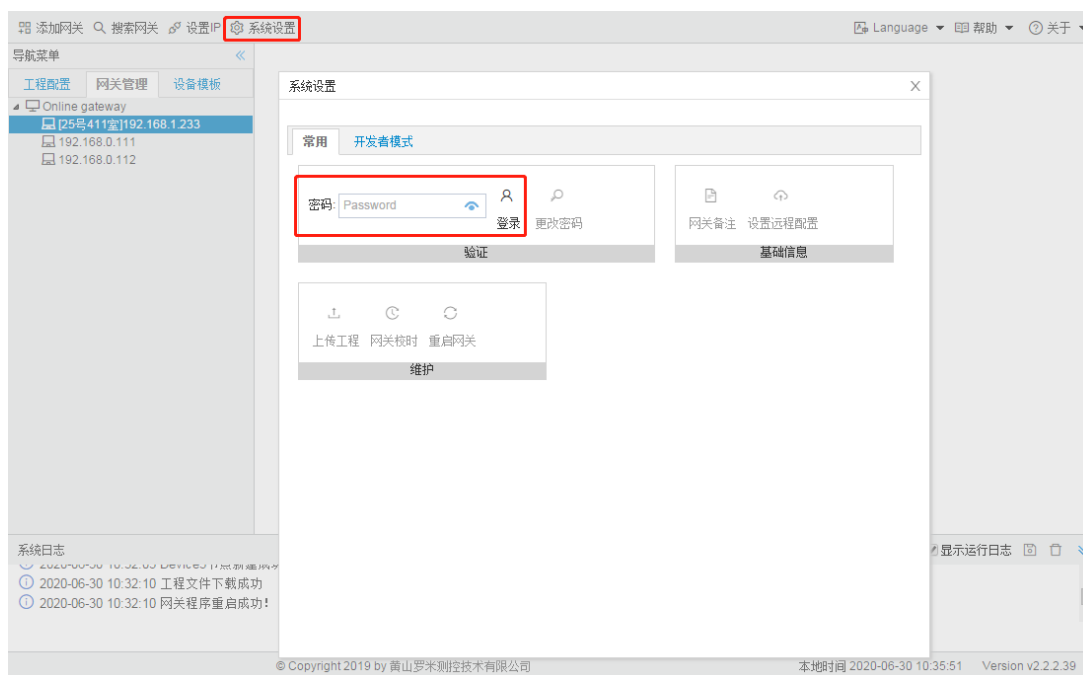 添加网关 搜索网关 设置IP 系统设置 Language 帮助 关于
导航菜单
工程配置 网关管理 设备模板
Online gateway
[25号411室]192.168.1.233
192.168.0.111
192.168.0.112
系统设置
常用 开发者模式
密码: Password 登录 更改密码
验证
网关备注 设置远程配置
基础信息
上传工程 网关校时 重启网关
维护
系统日志 显示运行日志
2020-06-30 10:32:10 工程文件下载成功
2020-06-30 10:32:10 网关程序重启成功!
© Copyright 2019 by 黄山罗米测控技术有限公司 本地时间 2020-06-30 10:35:51 Version v2.2.2.39